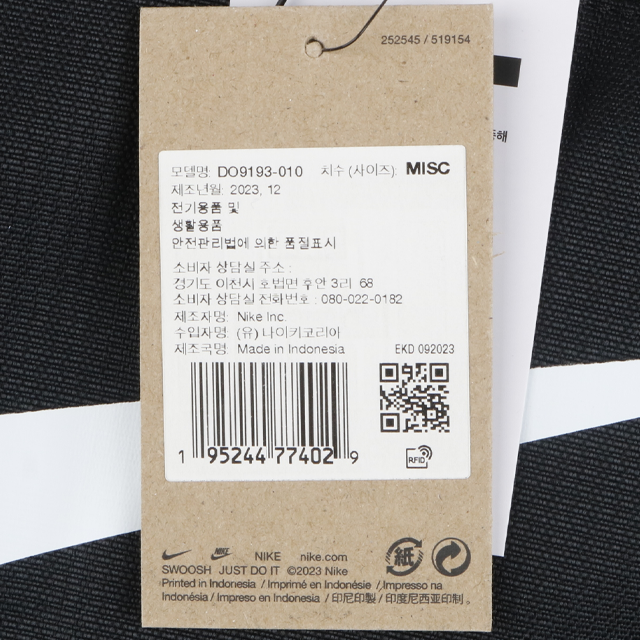 252545 / 519154
해
모델명: DO9193-010 치수 (사이즈): MISC
제조년월: 2023, 12
전기용품 및
생활용품
안전관리법에 의한 품질표시
소비자 상담실 주소 :
경기도 이천시 호법면 후안 3리 68
소비자 상담실 전화번호 : 080-022-0182
제조자명: Nike Inc.
수입자명: (유) 나이키코리아
제조국명: Made in Indonesia EKD 092023
1 95244 77402 9
RFID
NIKE NIKE nike.com
SWOOSH JUST DO IT ©2023 Nike
Printed in Indonesia / Imprimé en Indonésie / Impresso na
Indonésia / Impreso en Indonesia / 印尼印製 / 印度尼西亚印制。
紙